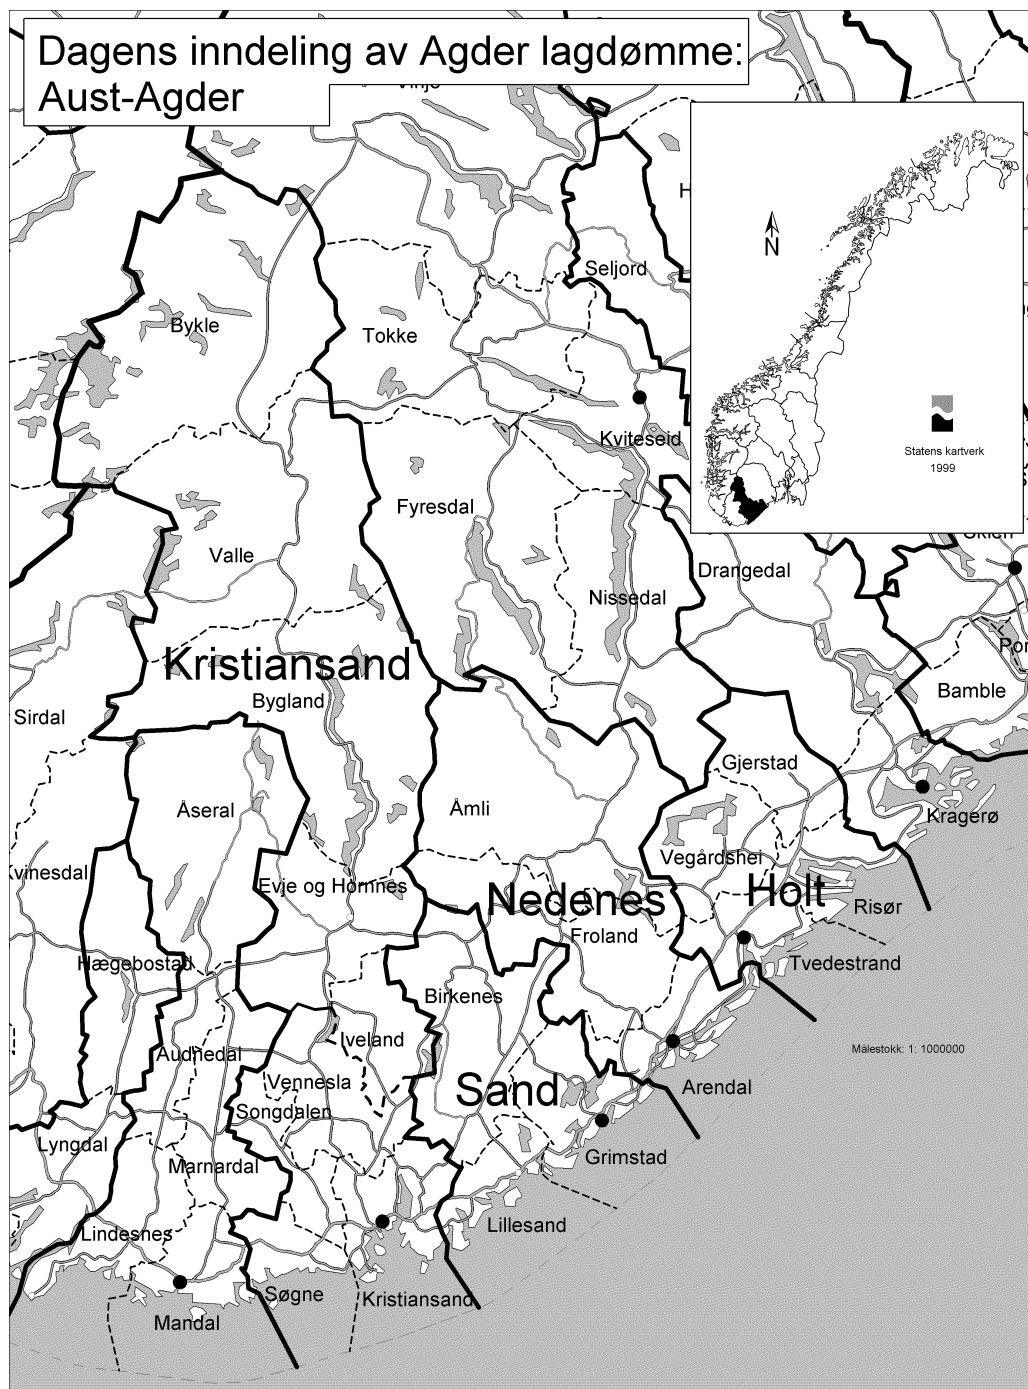 Dagens inndeling av Agder lagdømme:
Aust-Agder
N
Statens kartverk
1999
Seljord
Bykle
Tokke
Kviteseid
Fyresdal
Valle
Drangedal
Nissedal
Kristiansand
Bygland
Sirdal
Bamble
Gjerstad
Åseral
Åmli
Kragerø
Vegårdshei
Evje og Hornnes
Nedenes
Holt
Risør
Froland
Hægebostad
Tvedestrand
Birkenes
Iveland
Audnedal
Målestokk: 1: 1000000
Vennesla
Sand
Arendal
Songdalen
Lyngdal
Marnardal
Grimstad
Lillesand
Lindesnes
Søgne
Kristiansand
Mandal